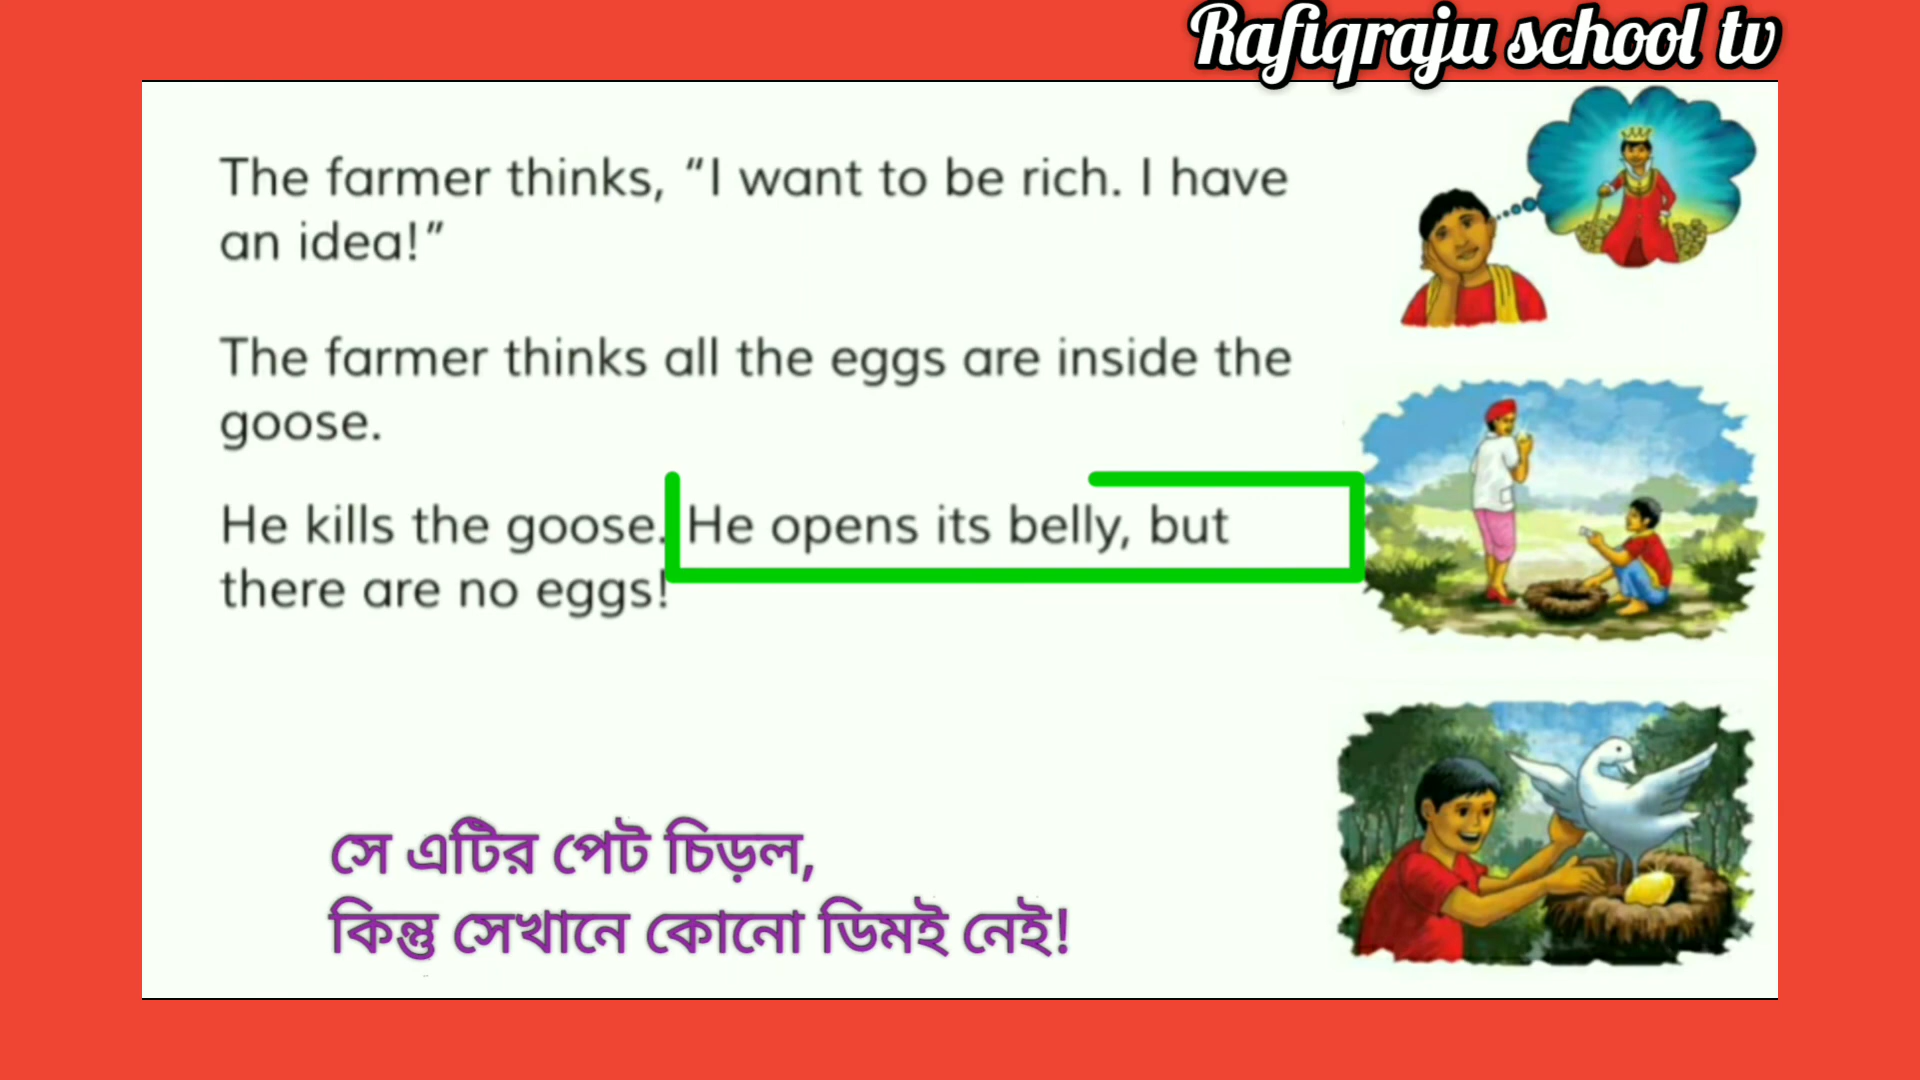 Rafiqraju school tv
The farmer thinks, “I want to be rich. I have
an idea!”
The farmer thinks all the eggs are inside the
goose.
He kills the goose. He opens its belly, but
there are no eggs!
সে এটির পেট চিড়ল,
কিন্তু সেখানে কোনো ডিমই নেই!